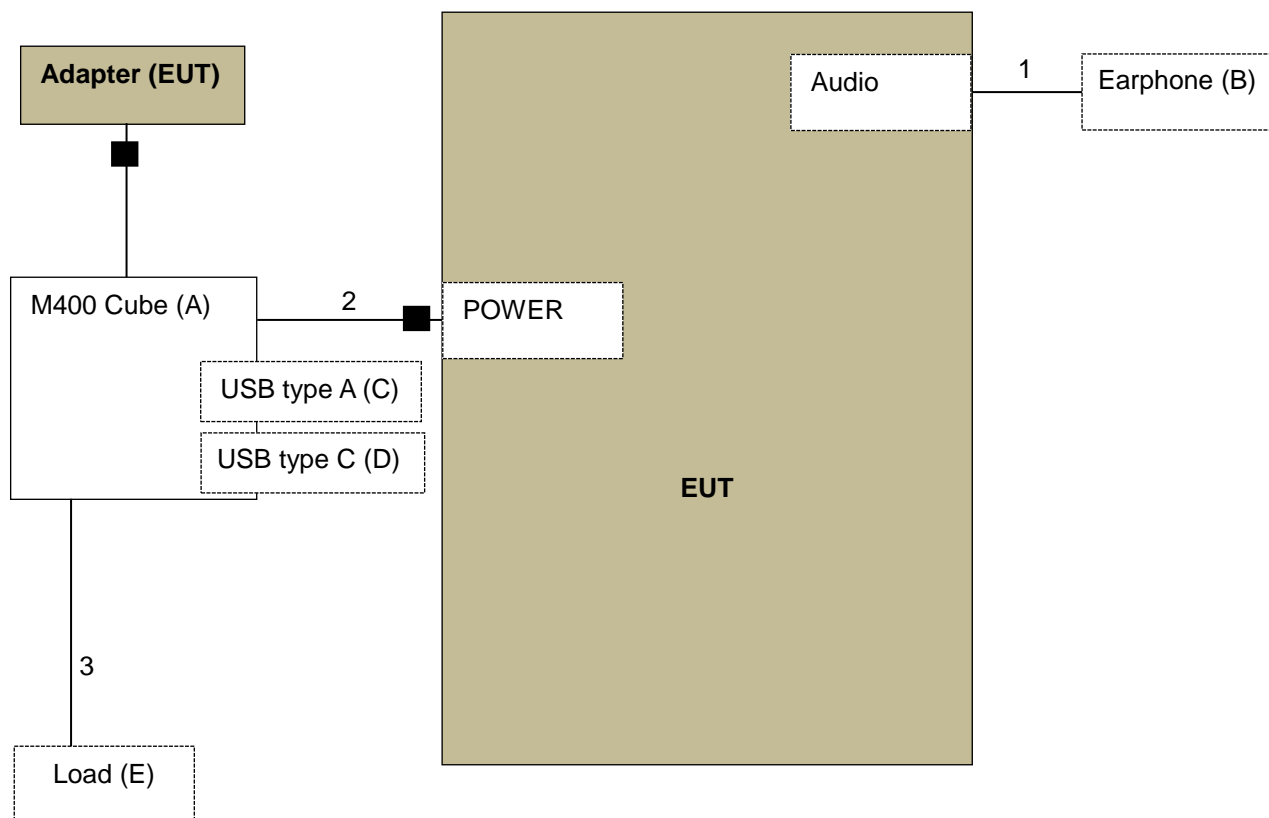 Adapter (EUT)
Audio
1
Earphone (B)
M400 Cube (A)
2
POWER
USB type A (C)
USB type C (D)
EUT
3
Load (E)